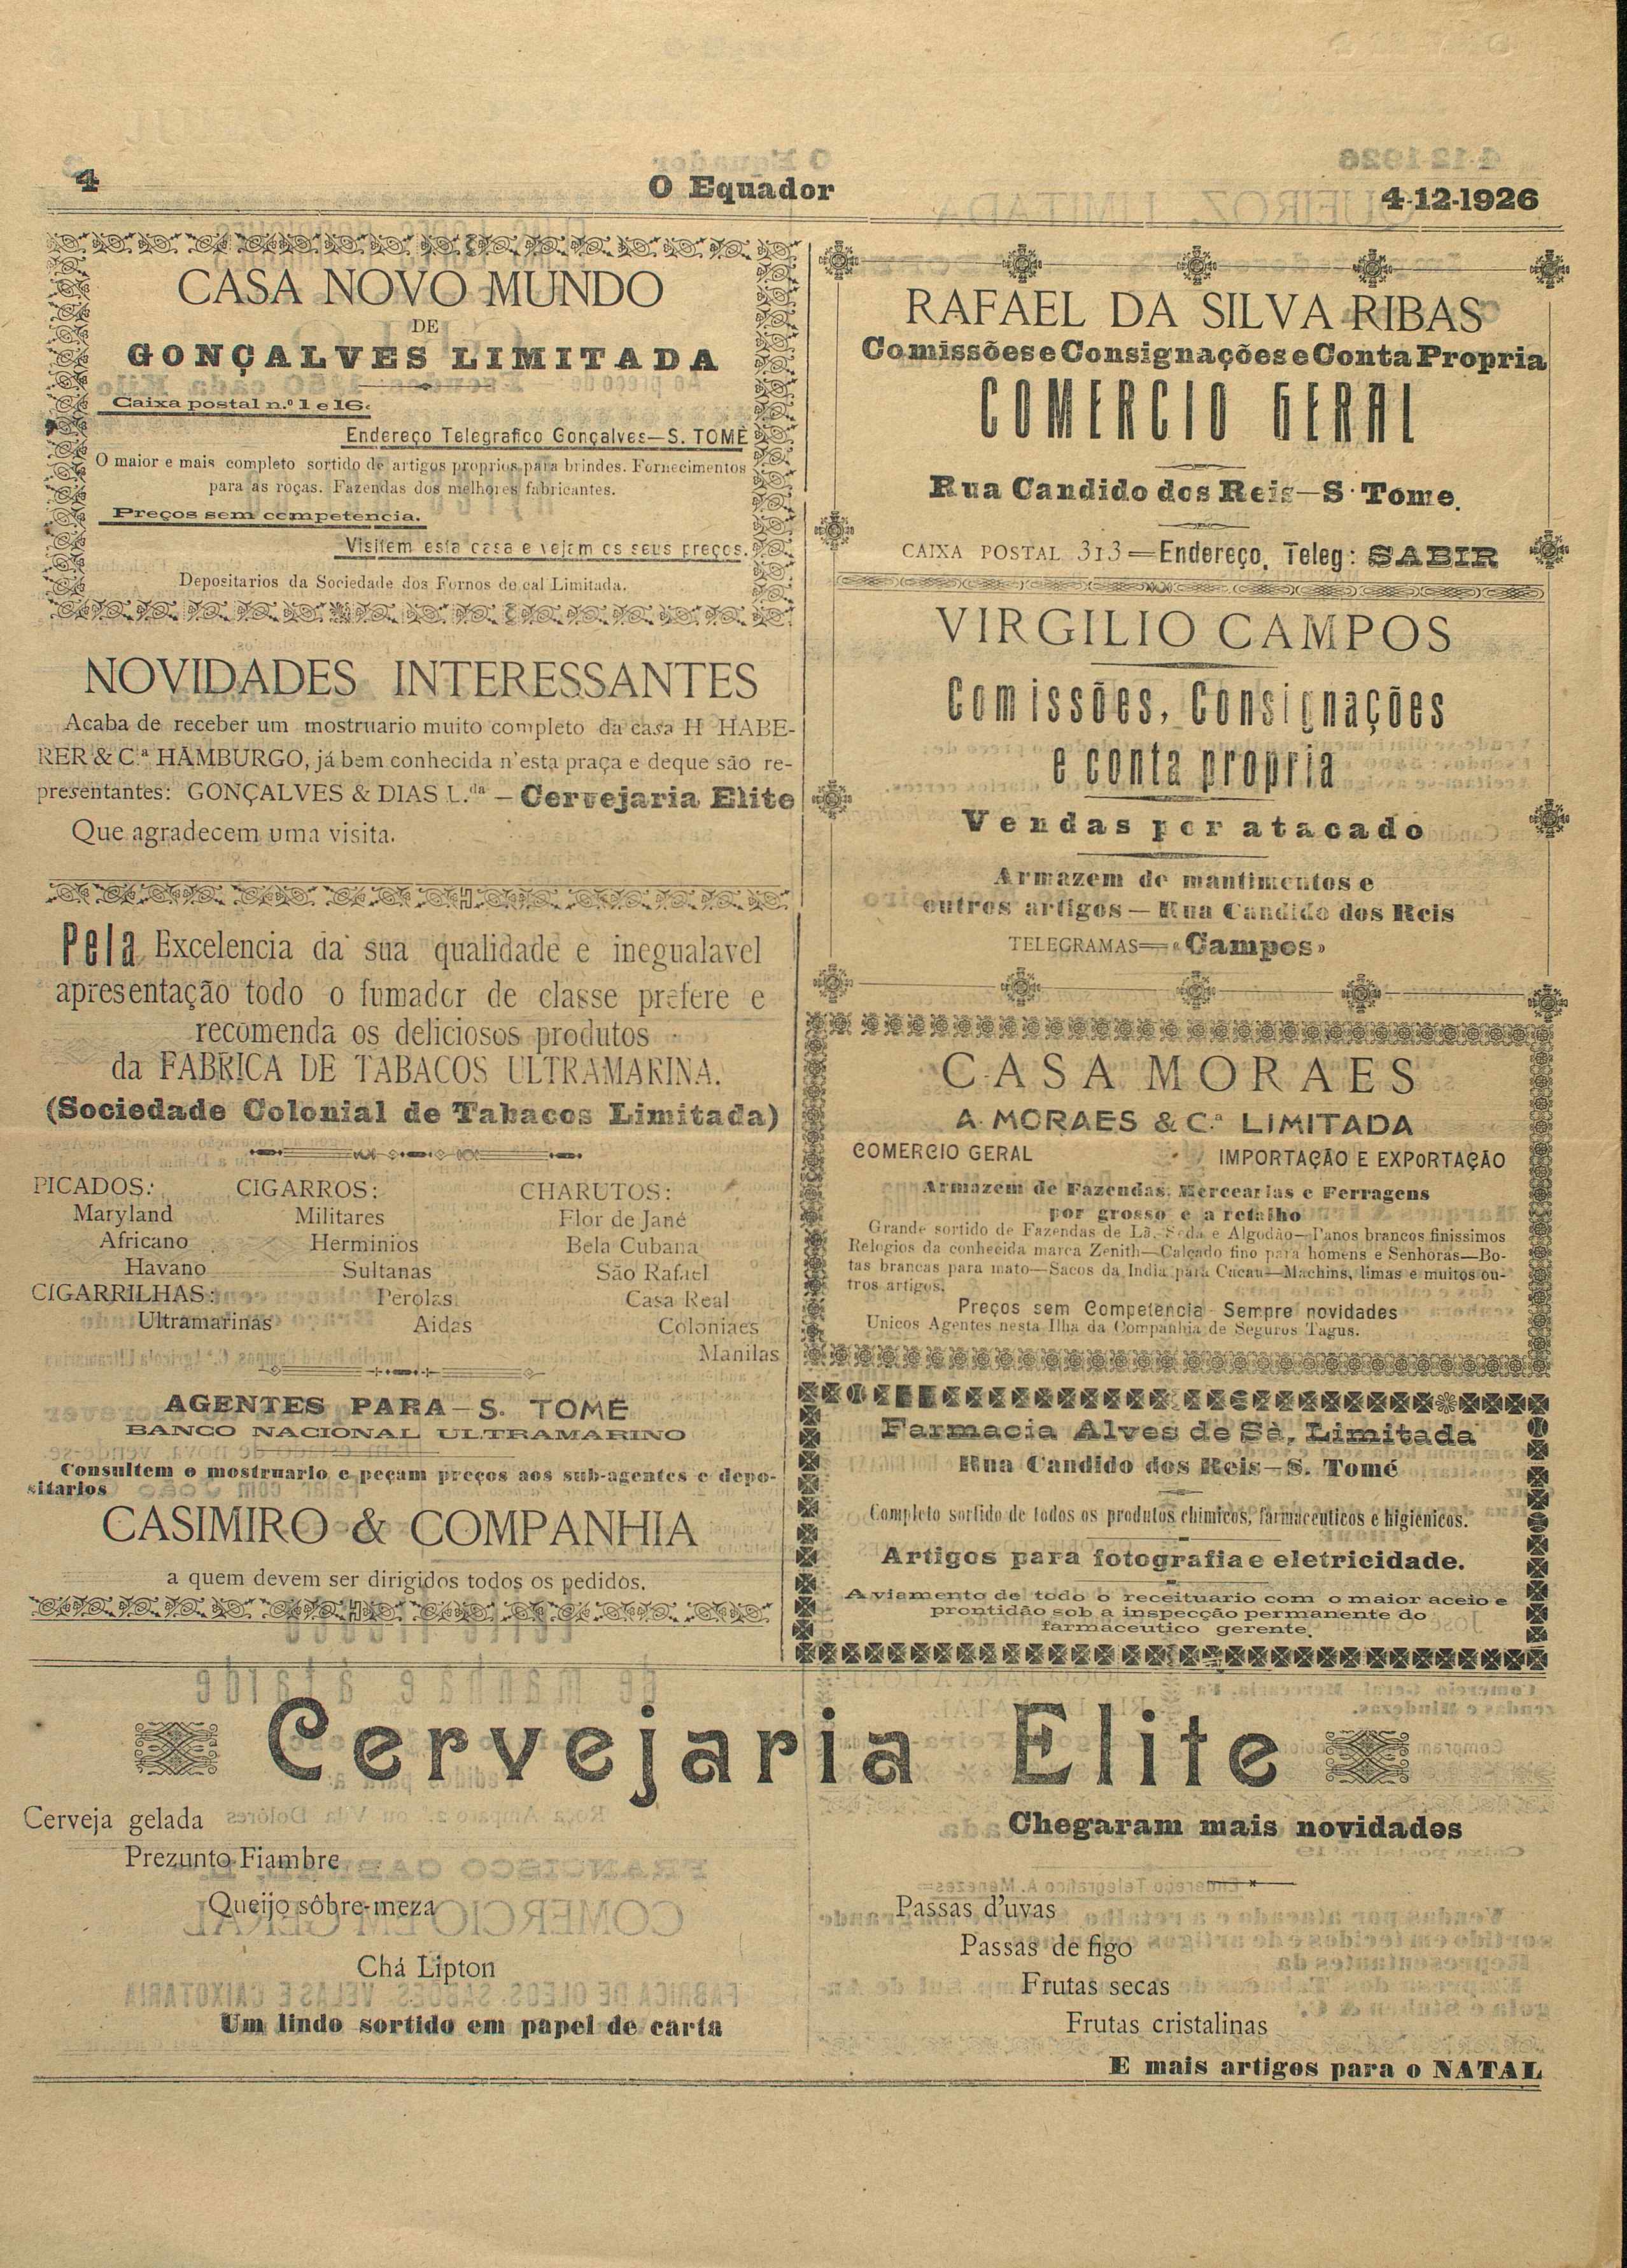 4
O Equador
4-12-1926
CASA NOVO MUNDO
DE
GONÇALVES LIMITADA
Caixa postal n.º 1 e 16.
Endereço Telegrafico Gonçalves—S. TOMÈ
O maior e mais completo sortido de artigos proprios para brindes. Fornecimentos
para as roças. Fazendas dos melhores fabricantes.
Preços sem competencia.
Visitem esta casa e vejam os seus preços.
Depositarios da Sociedade dos Fornos de cal Limitada.
NOVIDADES INTERESSANTES
Acaba de receber um mostruario muito completo da casa H HABE-
RER & C.ª HAMBURGO, já bem conhecida n'esta praça e deque são re-
presentantes: GONÇALVES & DIAS L.da — Cervejaria Elite
Que agradecem uma visita.
Pela Excelencia da sua qualidade e inegualavel
apresentação todo o fumador de classe prefere e
recomenda os deliciosos produtos
da FABRICA DE TABACOS ULTRAMARINA.
(Sociedade Colonial de Tabacos Limitada)
PICADOS: CIGARROS: CHARUTOS:
Maryland Militares Flor de Jané
Africano Herminios Bela Cubana
Havano Sultanas São Rafael
CIGARRILHAS: Perolas Casa Real
Ultramarinas Aidas Coloniaes
Manilas
AGENTES PARA—S. TOMÉ
BANCO NACIONAL ULTRAMARINO
Consultem o mostruario e peçam preços aos sub-agentes e depo-
sitarios
CASIMIRO & COMPANHIA
a quem devem ser dirigidos todos os pedidos.
RAFAEL DA SILVA RIBAS
Comissões e Consignações e Conta Propria
COMERCIO GERAL
Rua Candido dos Reis—S. Tome.
CAIXA POSTAL 313—Endereço, Teleg: SABIR
VIRGILIO CAMPOS
Comissões, Consignações
e conta propria
Vendas por atacado
Armazem de mantimentos e
outros artigos — Rua Candido dos Reis
TELEGRAMAS—«Campos»
CASA MORAES
A. MORAES & C.ª LIMITADA
COMERCIO GERAL IMPORTAÇÃO E EXPORTAÇÃO
Armazem de Fazendas, Mercearias e Ferragens
por grosso e a retalho
Grande sortido de Fazendas de Lã, Seda e Algodão—Panos brancos finissimos
Relogios da conhecida marca Zenith—Calçado fino para homens e Senhoras—Bo-
tas brancas para mato—Sacos da India para Cacau—Machins, limas e muitos ou-
tros artigos.
Preços sem Competencia Sempre novidades
Unicos Agentes nesta Ilha da Companhia de Seguros Tagus.
Farmacia Alves de Sà, Limitada
Rua Candido dos Reis—S. Tomé
Completo sortido de todos os produtos chimicos, farmaceuticos e higienicos.
Artigos para fotografia e eletricidade.
Aviamento de todo o receituario com o maior aceio e
prontidão sob a inspecção permanente do
farmaceutico gerente.
Cervejaria Elite
Cerveja gelada
Prezunto Fiambre
Queijo sôbre-meza
Chá Lipton
Um lindo sortido em papel de carta
Chegaram mais novidades
Passas d'uvas
Passas de figo
Frutas secas
Frutas cristalinas
E mais artigos para o NATAL